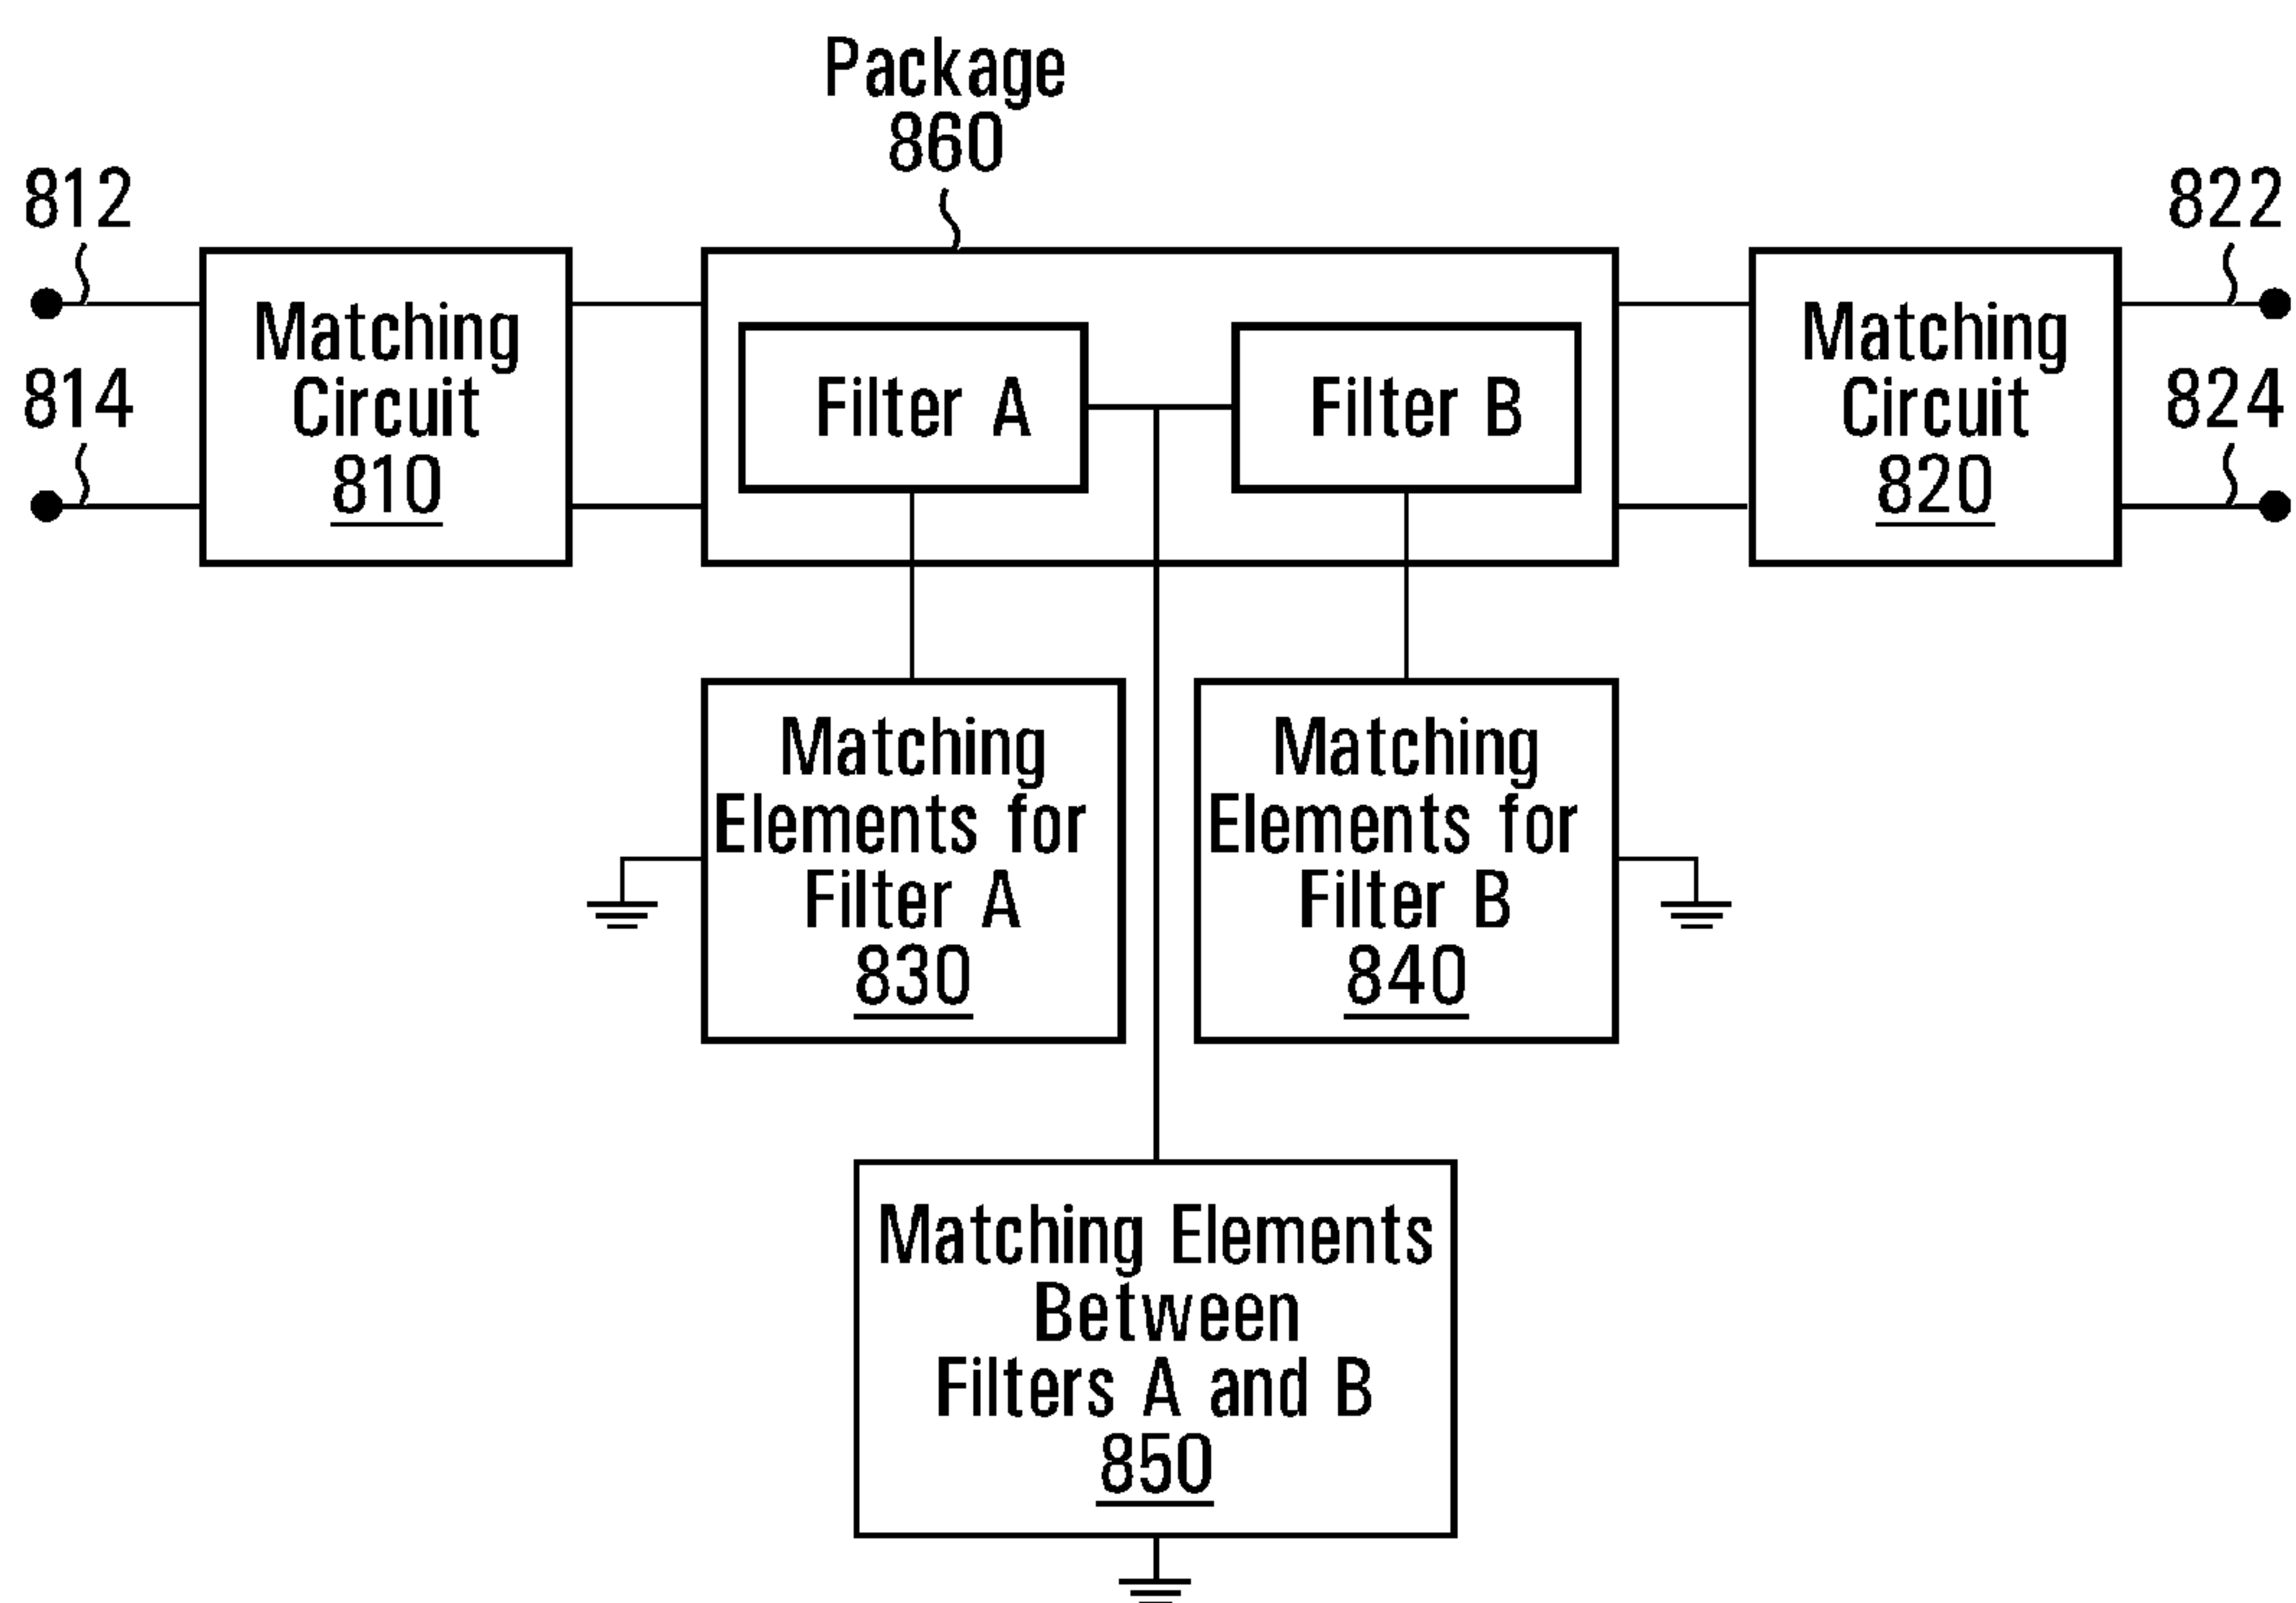 Package
860
812
814
Matching
Circuit
810
Filter A
Filter B
Matching
Circuit
820
822
824
Matching
Elements for
Filter A
830
Matching
Elements for
Filter B
840
Matching Elements
Between
Filters A and B
850